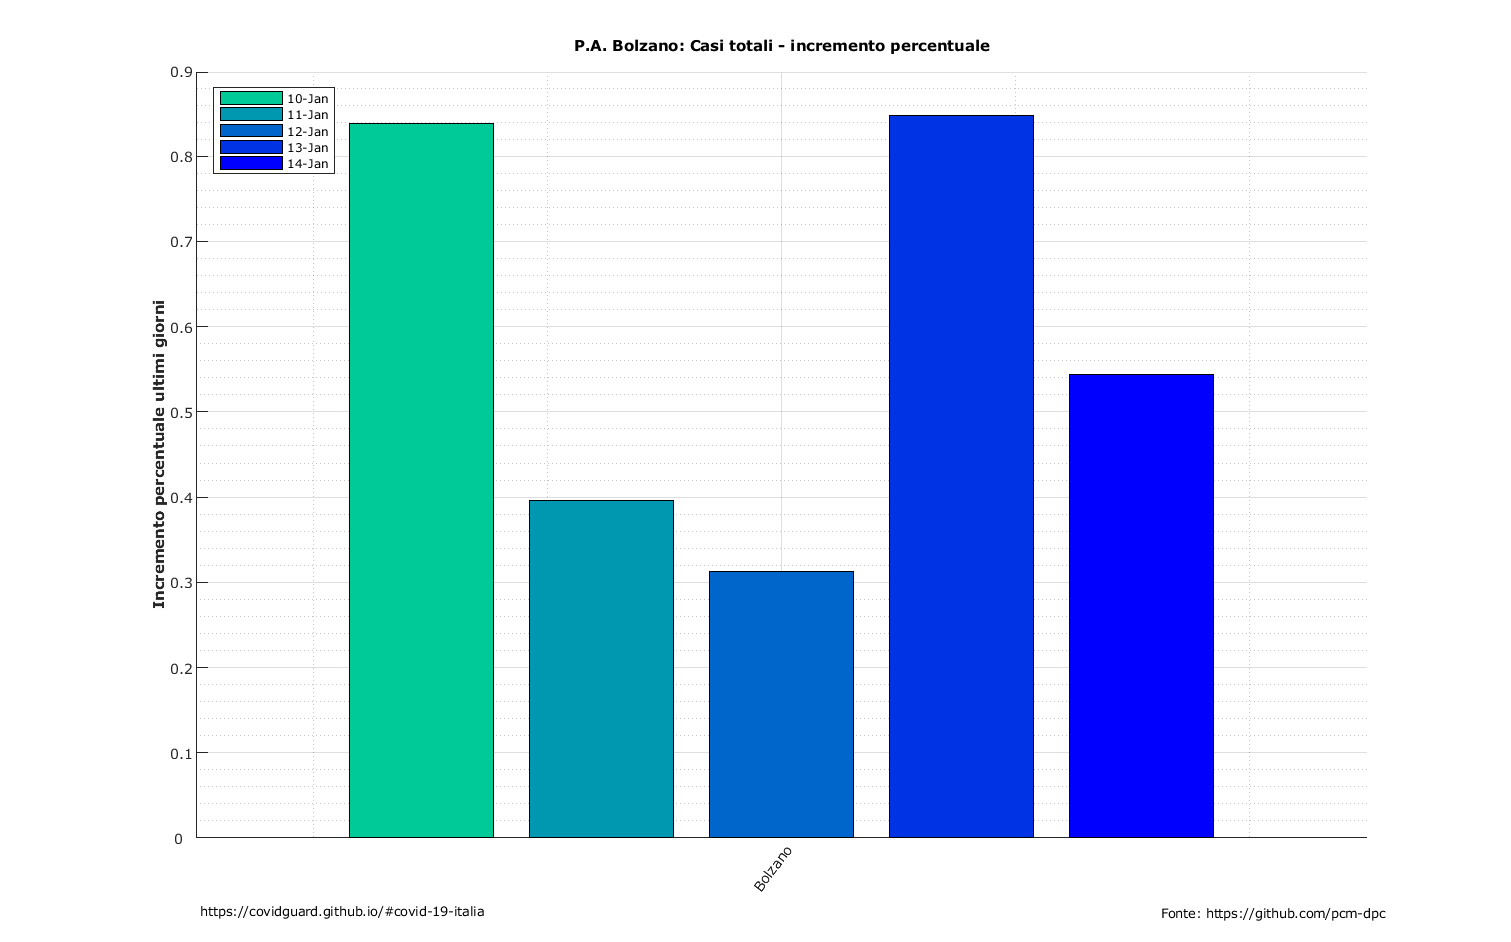 P.A. Bolzano: Casi totali - incremento percentuale
Incremento percentuale ultimi giorni
0.9
0.8
0.7
0.6
0.5
0.4
0.3
0.2
0.1
0
10-Jan
11-Jan
12-Jan
13-Jan
14-Jan
Bolzano
https://covidguard.github.io/#covid-19-italia
Fonte: https://github.com/pcm-dpc